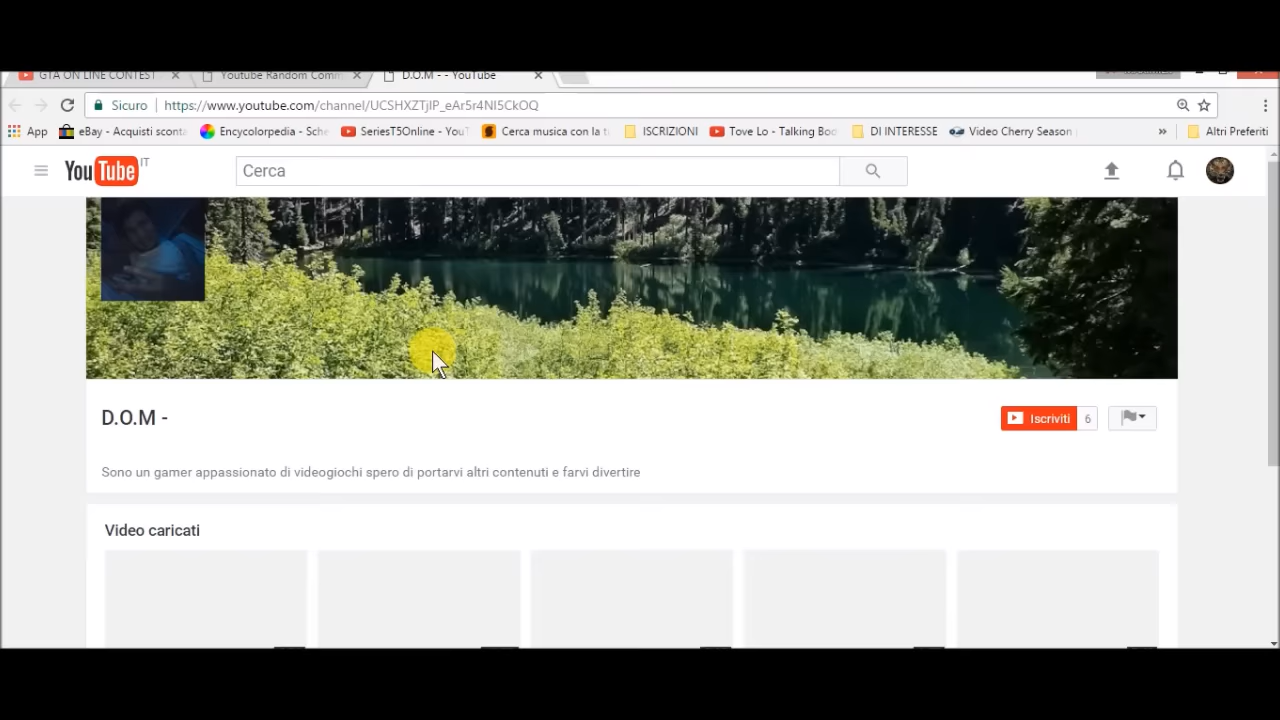 GTA ON LINE CONTEST
Youtube Random Comm
D.O.M - - YouTube
Sicuro
https://www.youtube.com/channel/UCSHXZTjIP_eAr5r4NI5CkOQ
App
eBay - Acquisti sconta
Encycolorpedia - Sche
SeriesT5Online - YouT
Cerca musica con la t
ISCRIZIONI
Tove Lo - Talking Bod
DI INTERESSE
Video Cherry Season
»
Altri Preferiti
YouTube IT
Cerca
D.O.M -
Iscriviti 6
Sono un gamer appassionato di videogiochi spero di portarvi altri contenuti e farvi divertire
Video caricati